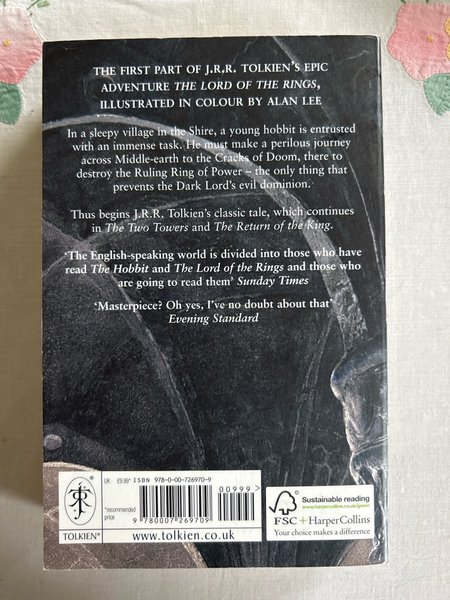 THE FIRST PART OF J.R.R. TOLKIEN'S EPIC
ADVENTURE THE LORD OF THE RINGS,
ILLUSTRATED IN COLOUR BY ALAN LEE
In a sleepy village in the Shire, a young hobbit is entrusted
with an immense task. He must make a perilous journey
across Middle-earth to the Cracks of Doom, there to
destroy the Ruling Ring of Power – the only thing that
prevents the Dark Lord's evil dominion.
Thus begins J.R.R. Tolkien's classic tale, which continues
in The Two Towers and The Return of the King.
'The English-speaking world is divided into those who have
read The Hobbit and The Lord of the Rings and those who
are going to read them' Sunday Times
'Masterpiece? Oh yes, I've no doubt about that'
Evening Standard
TOLKIEN®
UK £9.99* ISBN 978-0-00-726970-9
*recommended
price
00999>
9 780007 269709
www.tolkien.co.uk
FSC
Sustainable reading
www.harpercollins.co.uk/green
+HarperCollins
Your choice makes a difference